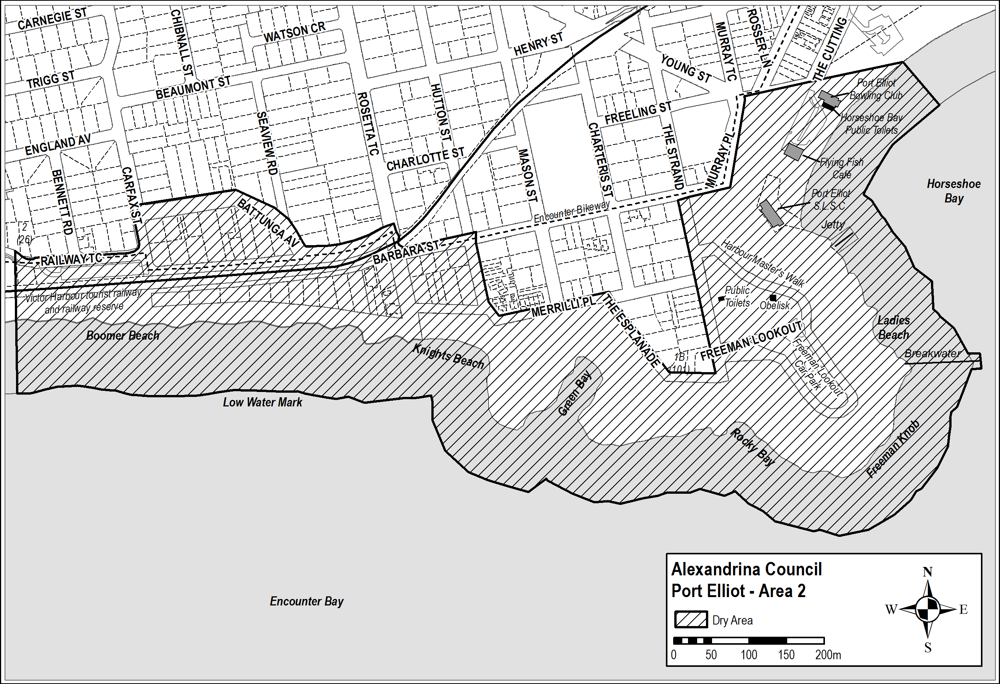 CARNEGIE ST
CHIBNALL ST
WATSON CR
HENRY ST
MURRAY TC
ROSSER LN
THE CUTTING
YOUNG ST
TRIGG ST
BEAUMONT ST
Port Elliot
Bowling Club
Horseshoe Bay
Public Toilets
ENGLAND AV
SEAVIEW RD
ROSETTA TC
HUTTON ST
FREELING ST
CHARLOTTE ST
MASON ST
CHARTERIS ST
THE STRAND
MURRAY PL
Flying Fish
Café
Horseshoe
Bay
BENNETT RD
CARFAX ST
BATTUNGA AV
Encounter Bikeway
Port Elliot
S.L.S.C
Jetty
2
(26)
RAILWAY TC
BARBARA ST
Harbour Master's Walk
Victor Harbour tourist railway
and railway reserve
Public
Toilets
Obelisk
MERRILLI PL
THE ESPLANADE
FREEMAN LOOKOUT
Ladies
Beach
Boomer Beach
Knights Beach
1B
(101)
Freeman Lookout
Car Park
Breakwater
Green Bay
Low Water Mark
Rocky Bay
Freeman Knob
Encounter Bay
Alexandrina Council
Port Elliot - Area 2
Dry Area
0 50 100 150 200m
N
W E
S